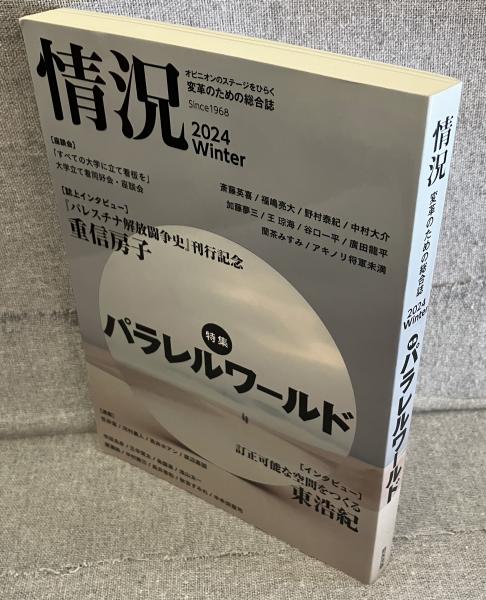 情況
オピニオンのステージをひらく
変革のための総合誌
Since1968
2024
Winter
【座談会】
「すべての大学に立て看板を」
大学立て看同好会・座談会
斎藤英喜/福嶋亮大/野村泰紀/中村大介
加藤夢三/王 琼海/谷口一平/廣田龍平
関茶みすみ/アキノリ将軍未満
【誌上インタビュー】
『パレスチナ解放闘争史』刊行記念
重信房子
特集
パラレルワールド
【インタビュー】
訂正可能な空間をつくる
東浩紀
【連載】
情況
変革のための総合誌
2024
Winter
特集
パラレルワールド